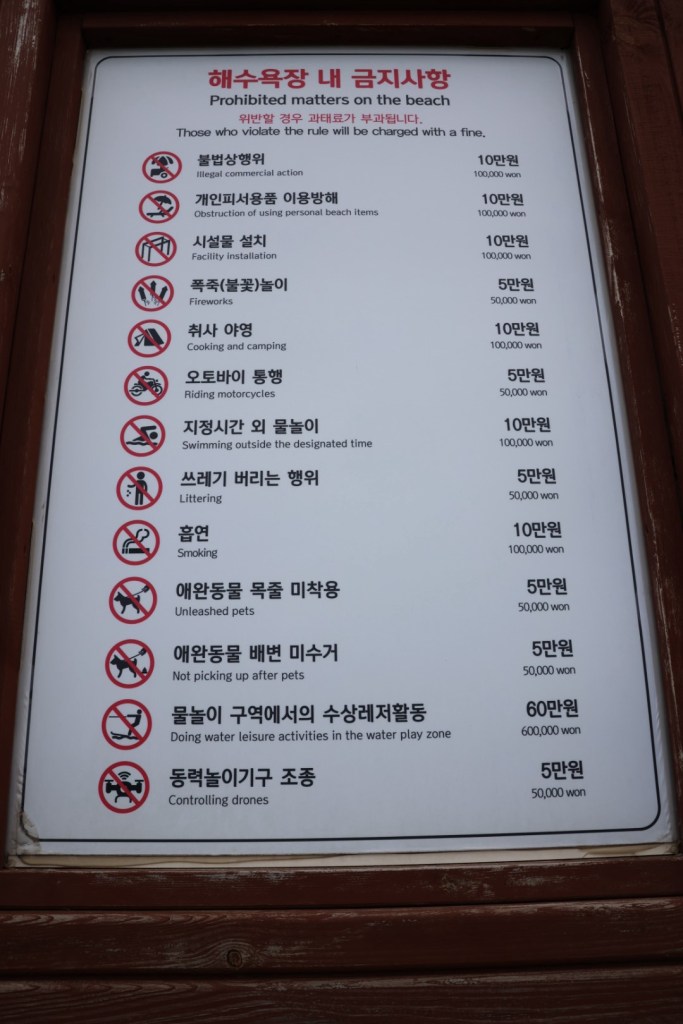 해수욕장 내 금지사항
Prohibited matters on the beach
위반할 경우 과태료가 부과됩니다.
Those who violate the rule will be charged with a fine.
불법상행위 10만원
Illegal commercial action 100,000 won
개인피서용품 이용방해 10만원
Obstruction of using personal beach items 100,000 won
시설물 설치 10만원
Facility installation 100,000 won
폭죽(불꽃)놀이 5만원
Fireworks 50,000 won
취사 야영 10만원
Cooking and camping 100,000 won
오토바이 통행 5만원
Riding motorcycles 50,000 won
지정시간 외 물놀이 10만원
Swimming outside the designated time 100,000 won
쓰레기 버리는 행위 5만원
Littering 50,000 won
흡연 10만원
Smoking 100,000 won
애완동물 목줄 미착용 5만원
Unleashed pets 50,000 won
애완동물 배변 미수거 5만원
Not picking up after pets 50,000 won
물놀이 구역에서의 수상레저활동 60만원
Doing water leisure activities in the water play zone 600,000 won
동력놀이기구 조종 5만원
Controlling drones 50,000 won